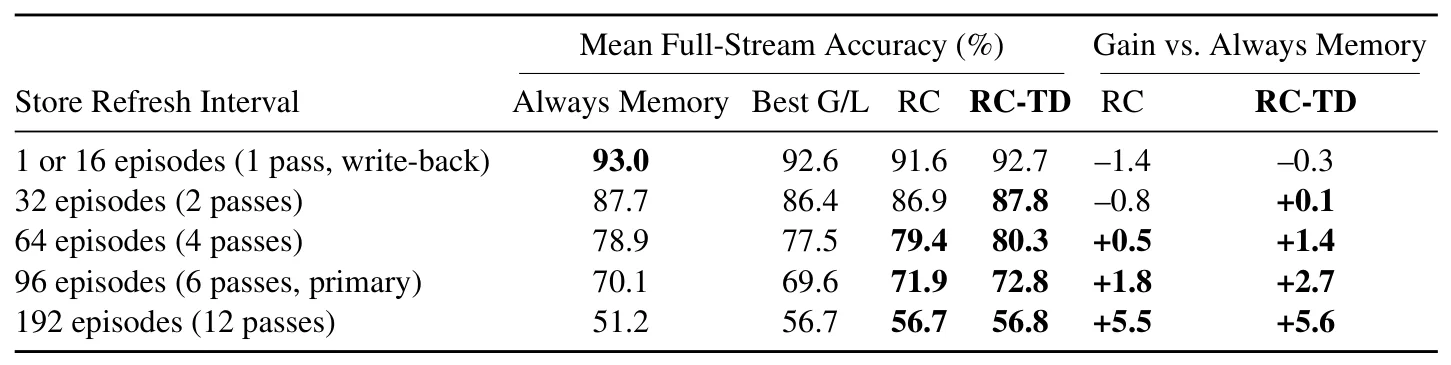 Mean Full-Stream Accuracy (%) Gain vs. Always Memory
Store Refresh Interval Always Memory Best G/L RC RC-TD RC RC-TD
1 or 16 episodes (1 pass, write-back) 93.0 92.6 91.6 92.7 –1.4 –0.3
32 episodes (2 passes) 87.7 86.4 86.9 87.8 –0.8 +0.1
64 episodes (4 passes) 78.9 77.5 79.4 80.3 +0.5 +1.4
96 episodes (6 passes, primary) 70.1 69.6 71.9 72.8 +1.8 +2.7
192 episodes (12 passes) 51.2 56.7 56.7 56.8 +5.5 +5.6